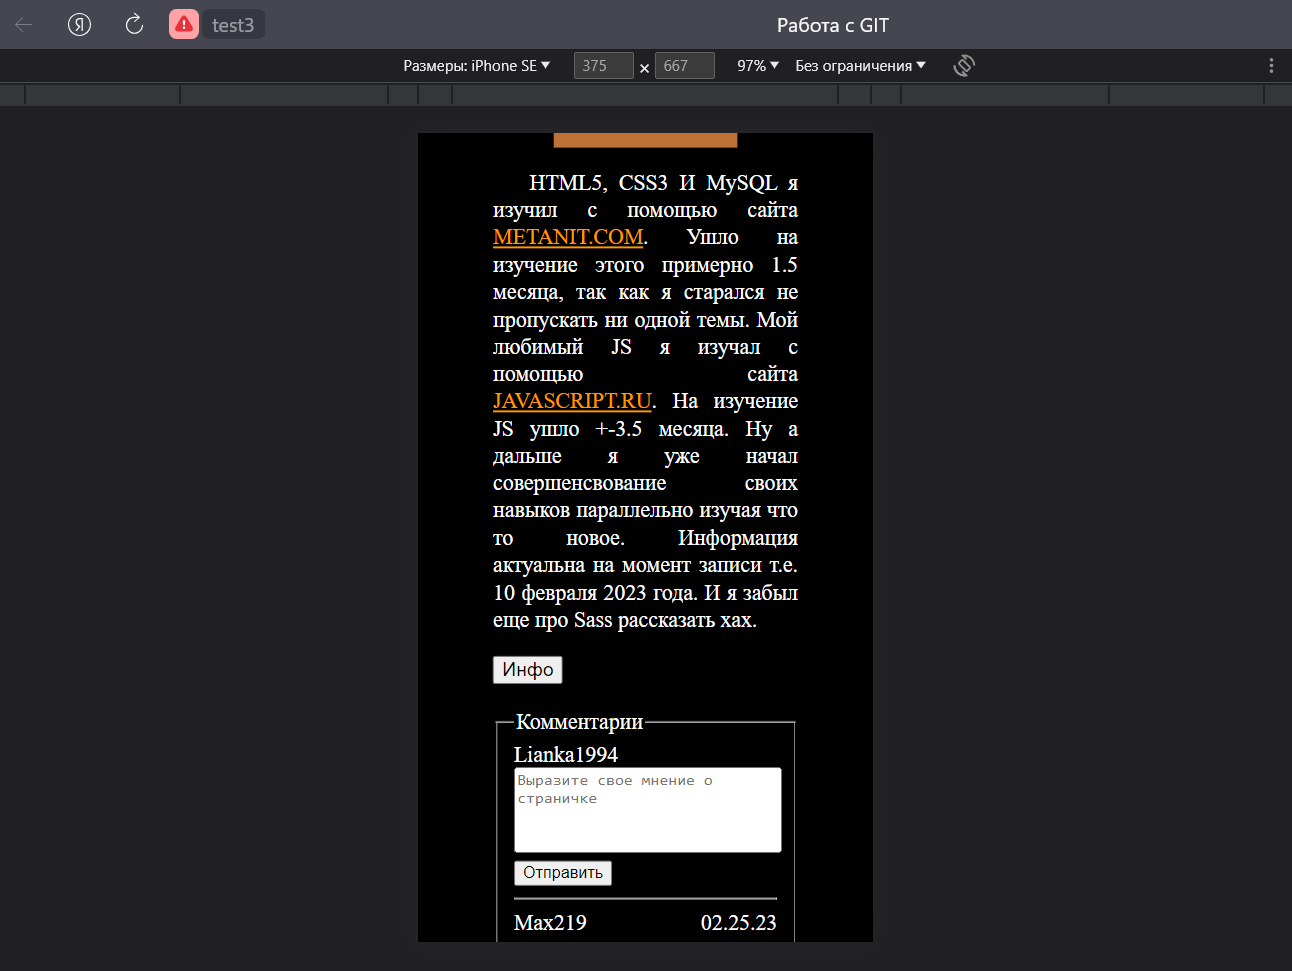 Я test3 Работа с GIT
Размеры: iPhone SE 375 × 667 97% Без ограничения
HTML5, CSS3 И MySQL я
изучил с помощью сайта
METANIT.COM. Ушло на
изучение этого примерно 1.5
месяца, так как я старался не
пропускать ни одной темы. Мой
любимый JS я изучал с
помощью сайта
JAVASCRIPT.RU. На изучение
JS ушло +-3.5 месяца. Ну а
дальше я уже начал
совершенсвование своих
навыков параллельно изучая что
то новое. Информация
актуальна на момент записи т.е.
10 февраля 2023 года. И я забыл
еще про Sass рассказать хах.
Инфо
Комментарии
Lianka1994
Выразите свое мнение о
страничке
Отправить
Max219 02.25.23